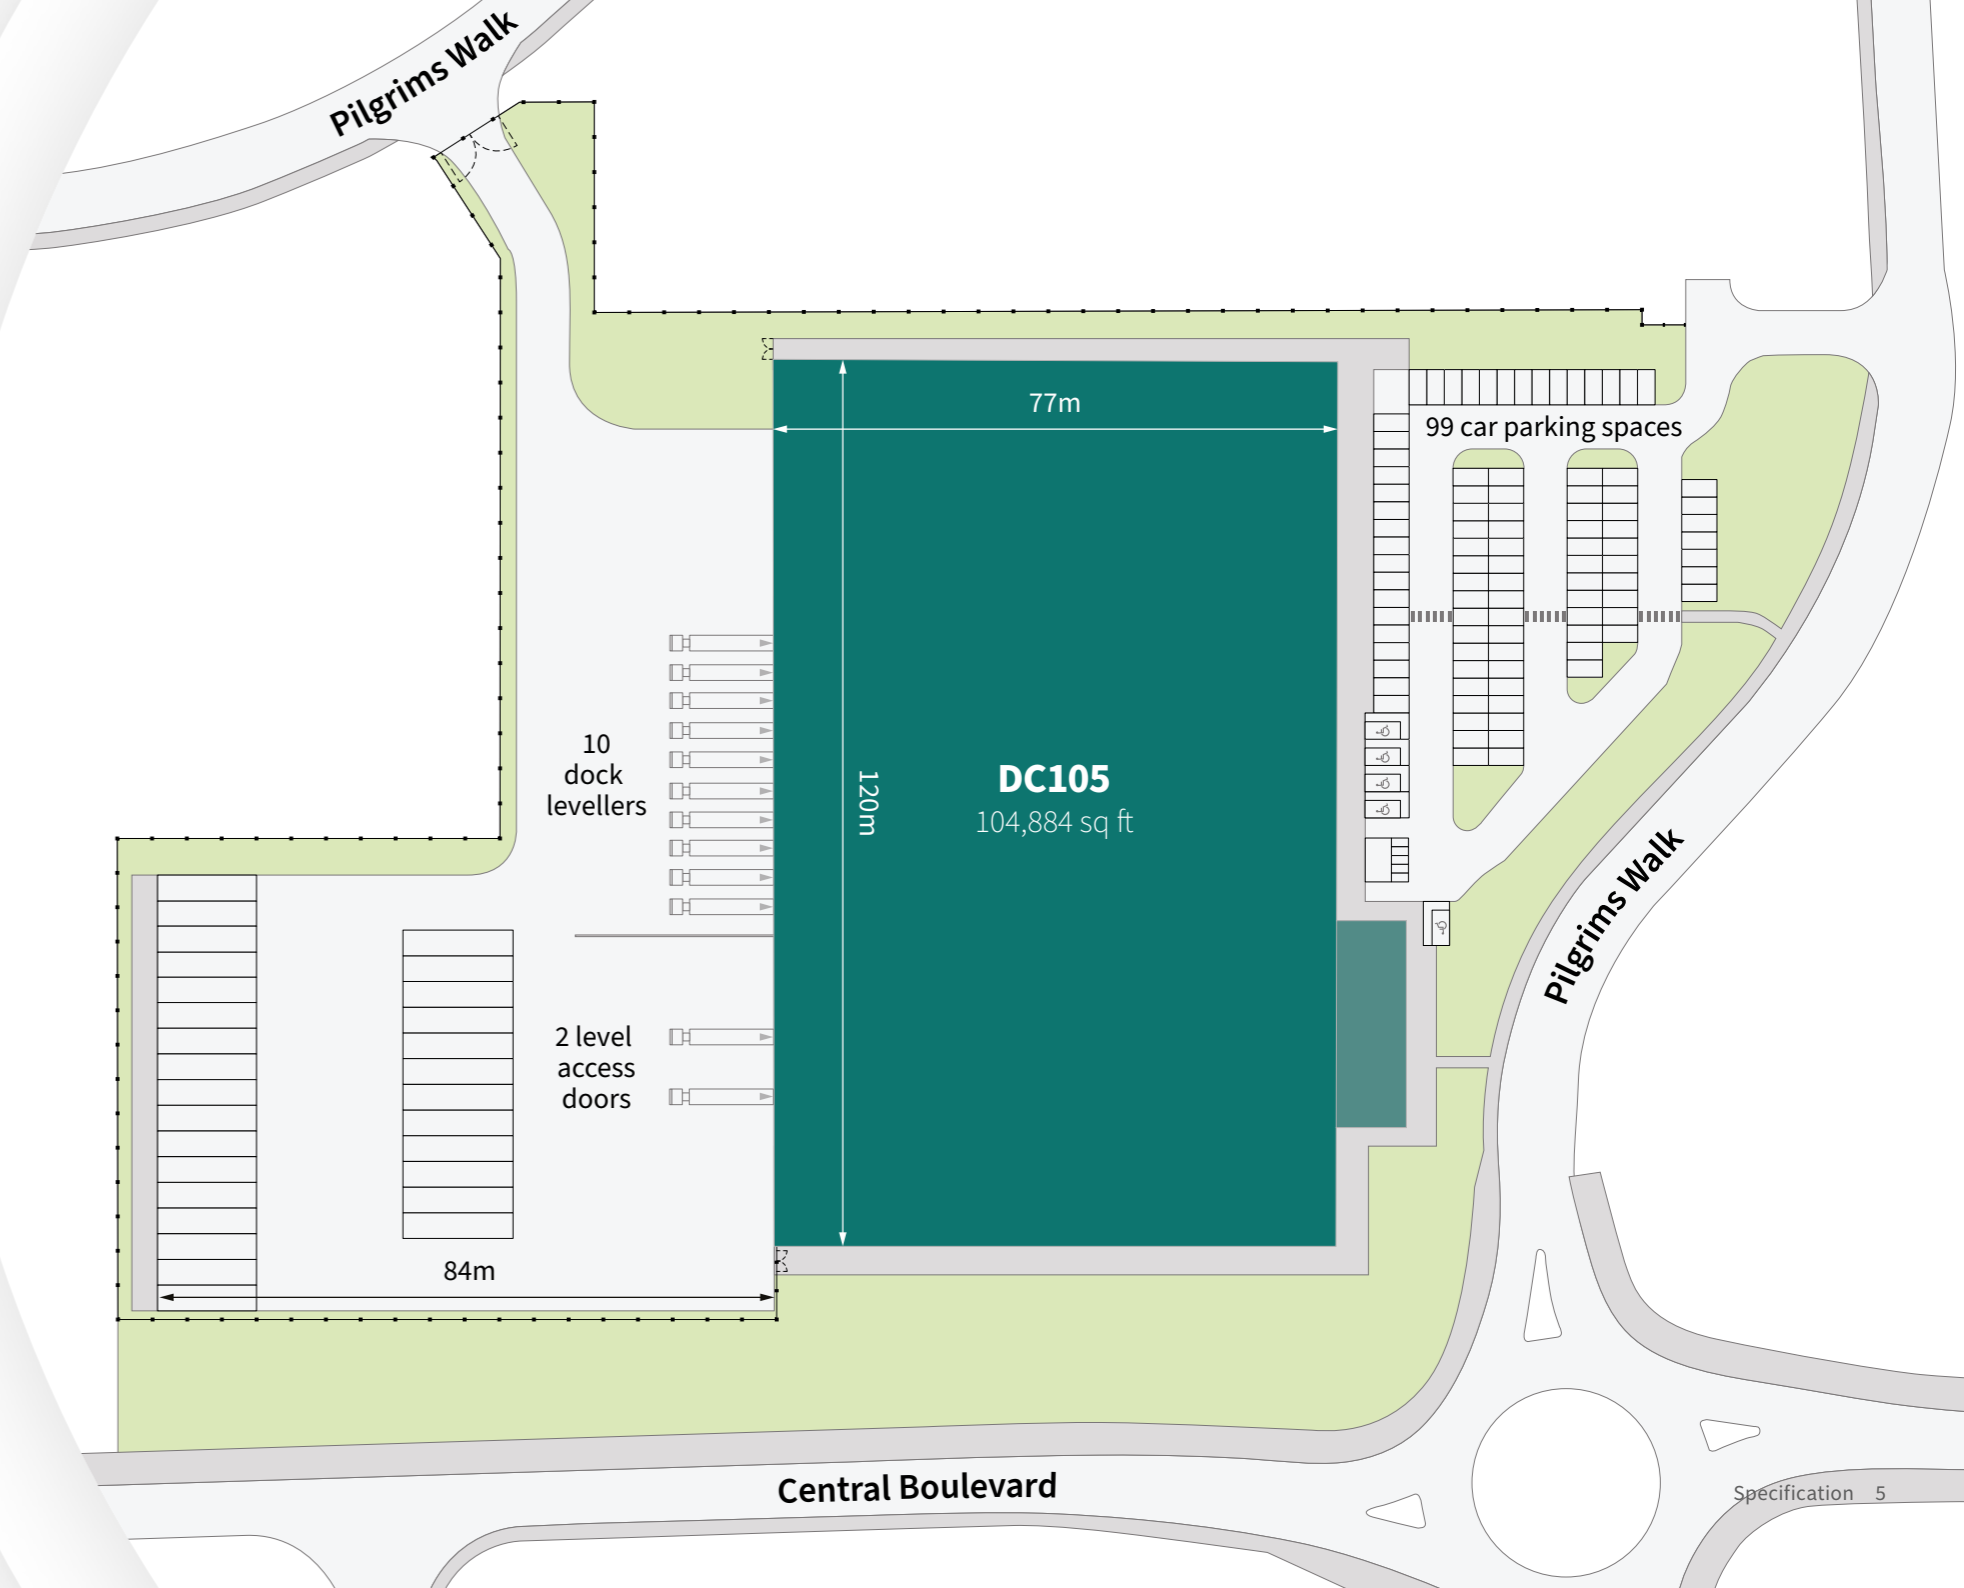 Pilgrims Walk
77m
99 car parking spaces
10
dock
levellers
120m
DC105
104,884 sq ft
Pilgrims Walk
2 level
access
doors
84m
Central Boulevard
Specification 5